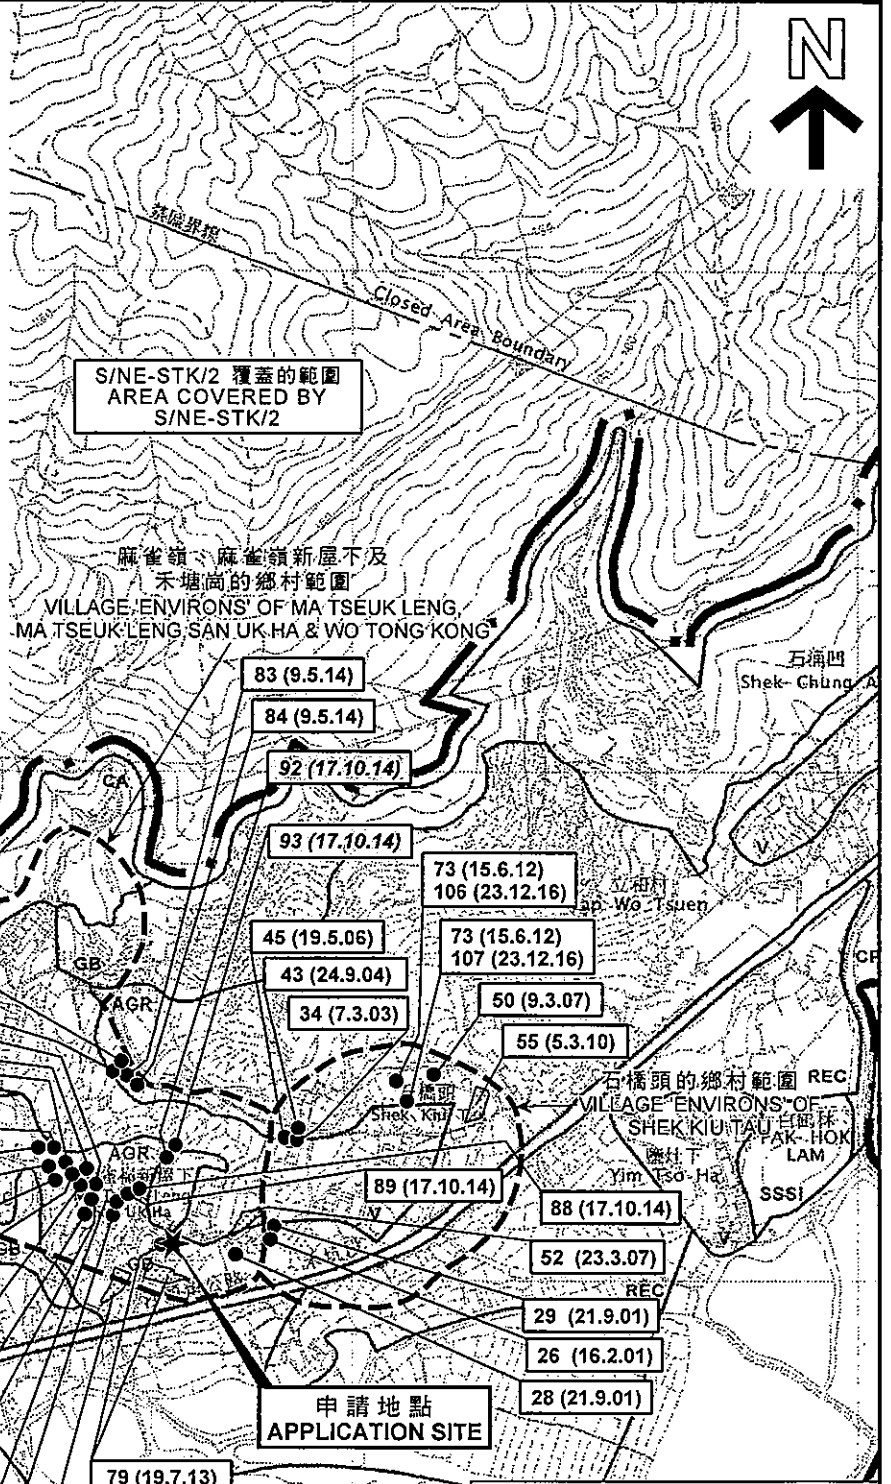 N
禁區界線
Closed Area Boundary
S/NE-STK/2 覆蓋的範圍
AREA COVERED BY
S/NE-STK/2
麻雀嶺、麻雀嶺新屋下及
禾塘崗的鄉村範圍
VILLAGE 'ENVIRONS' OF MA TSEUK LENG,
MA TSEUK LENG SAN UK HA & WO TONG KONG
83 (9.5.14)
84 (9.5.14)
石涌凹
Shek Chung A
92 (17.10.14)
CA
93 (17.10.14)
V
73 (15.6.12)
106 (23.12.16)
Wo Tsuen
45 (19.5.06)
73 (15.6.12)
107 (23.12.16)
43 (24.9.04)
GB
AGR
50 (9.3.07)
34 (7.3.03)
55 (5.3.10)
石橋頭的鄉村範圍
REC
VILLAGE 'ENVIRONS' OF
SHEK KIU TAU
橋頭
Shek Kiu T
PAK HOK
LAM
鹽灶下
Yim Tso Ha
AGR
89 (17.10.14)
SSSI
88 (17.10.14)
Uk Ha
V
V
52 (23.3.07)
GB
GB
REC
29 (21.9.01)
26 (16.2.01)
28 (21.9.01)
申請地點
APPLICATION SITE
79 (19.7.13)